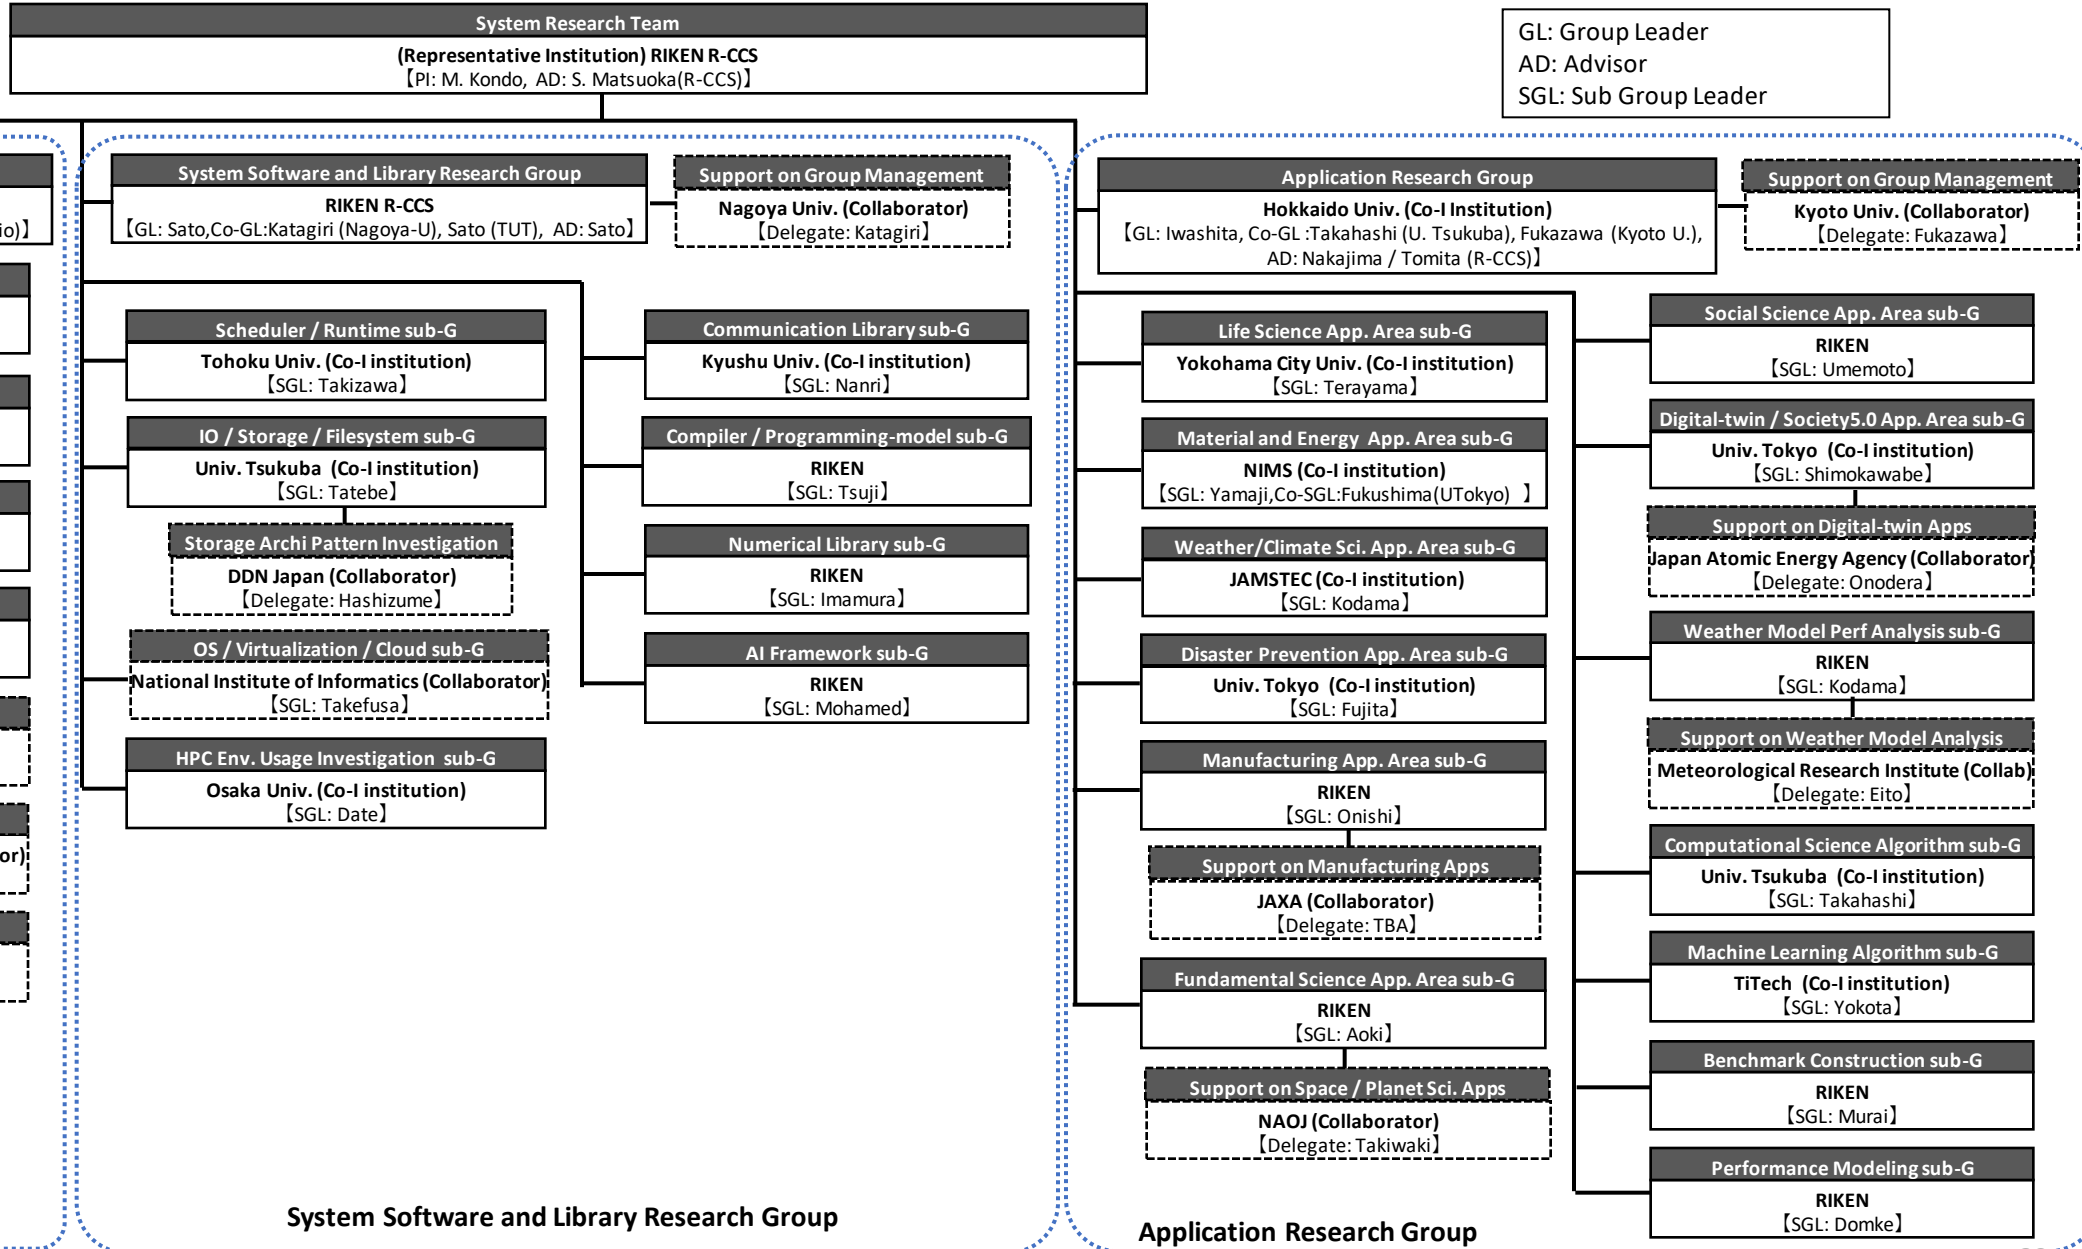 System Research Team
(Representative Institution) RIKEN R-CCS
【PI: M. Kondo, AD: S. Matsuoka(R-CCS)】
GL: Group Leader
AD: Advisor
SGL: Sub Group Leader
io)】
or)
or)
System Software and Library Research Group
RIKEN R-CCS
【GL: Sato,Co-GL:Katagiri (Nagoya-U), Sato (TUT), AD: Sato】
Support on Group Management
Nagoya Univ. (Collaborator)
【Delegate: Katagiri】
Scheduler / Runtime sub-G
Tohoku Univ. (Co-I institution)
【SGL: Takizawa】
IO / Storage / Filesystem sub-G
Univ. Tsukuba (Co-I institution)
【SGL: Tatebe】
Storage Archi Pattern Investigation
DDN Japan (Collaborator)
【Delegate: Hashizume】
OS / Virtualization / Cloud sub-G
National Institute of Informatics (Collaborator)
【SGL: Takefusa】
HPC Env. Usage Investigation sub-G
Osaka Univ. (Co-I institution)
【SGL: Date】
Communication Library sub-G
Kyushu Univ. (Co-I institution)
【SGL: Nanri】
Compiler / Programming-model sub-G
RIKEN
【SGL: Tsuji】
Numerical Library sub-G
RIKEN
【SGL: Imamura】
AI Framework sub-G
RIKEN
【SGL: Mohamed】
System Software and Library Research Group
Application Research Group
Hokkaido Univ. (Co-I Institution)
【GL: Iwashita, Co-GL :Takahashi (U. Tsukuba), Fukazawa (Kyoto U.),
AD: Nakajima / Tomita (R-CCS)】
Support on Group Management
Kyoto Univ. (Collaborator)
【Delegate: Fukazawa】
Life Science App. Area sub-G
Yokohama City Univ. (Co-I institution)
【SGL: Terayama】
Material and Energy App. Area sub-G
NIMS (Co-I institution)
【SGL: Yamaji,Co-SGL:Fukushima(UTokyo) 】
Weather/Climate Sci. App. Area sub-G
JAMSTEC (Co-I institution)
【SGL: Kodama】
Disaster Prevention App. Area sub-G
Univ. Tokyo (Co-I institution)
【SGL: Fujita】
Manufacturing App. Area sub-G
RIKEN
【SGL: Onishi】
Support on Manufacturing Apps
JAXA (Collaborator)
【Delegate: TBA】
Fundamental Science App. Area sub-G
RIKEN
【SGL: Aoki】
Support on Space / Planet Sci. Apps
NAOJ (Collaborator)
【Delegate: Takiwaki】
Social Science App. Area sub-G
RIKEN
【SGL: Umemoto】
Digital-twin / Society5.0 App. Area sub-G
Univ. Tokyo (Co-I institution)
【SGL: Shimokawabe】
Support on Digital-twin Apps
Japan Atomic Energy Agency (Collaborator)
【Delegate: Onodera】
Weather Model Perf Analysis sub-G
RIKEN
【SGL: Kodama】
Support on Weather Model Analysis
Meteorological Research Institute (Collab)
【Delegate: Eito】
Computational Science Algorithm sub-G
Univ. Tsukuba (Co-I institution)
【SGL: Takahashi】
Machine Learning Algorithm sub-G
TiTech (Co-I institution)
【SGL: Yokota】
Benchmark Construction sub-G
RIKEN
【SGL: Murai】
Performance Modeling sub-G
RIKEN
【SGL: Domke】
Application Research Group